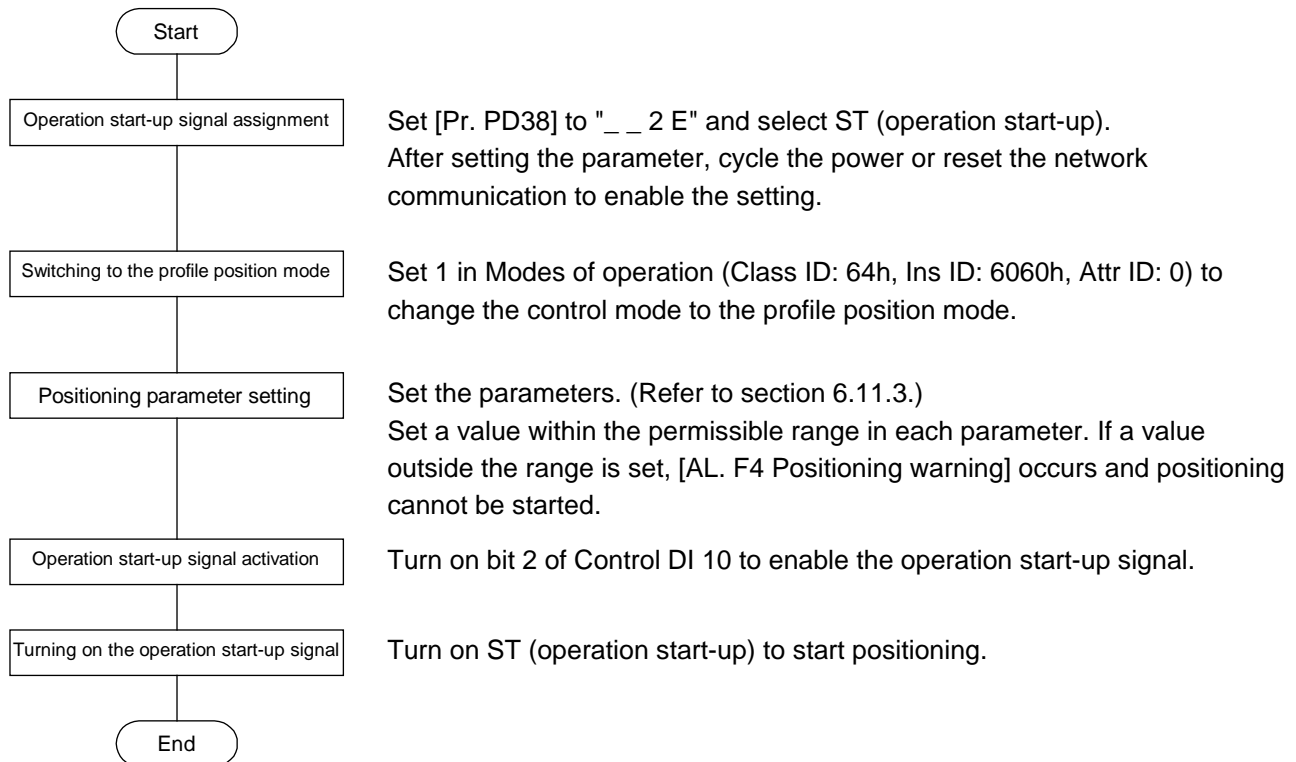 Start
Operation start-up signal assignment
Set [Pr. PD38] to "_ _ 2 E" and select ST (operation start-up).
After setting the parameter, cycle the power or reset the network
communication to enable the setting.
Switching to the profile position mode
Set 1 in Modes of operation (Class ID: 64h, Ins ID: 6060h, Attr ID: 0) to
change the control mode to the profile position mode.
Positioning parameter setting
Set the parameters. (Refer to section 6.11.3.)
Set a value within the permissible range in each parameter. If a value
outside the range is set, [AL. F4 Positioning warning] occurs and positioning
cannot be started.
Operation start-up signal activation
Turn on bit 2 of Control DI 10 to enable the operation start-up signal.
Turning on the operation start-up signal
Turn on ST (operation start-up) to start positioning.
End